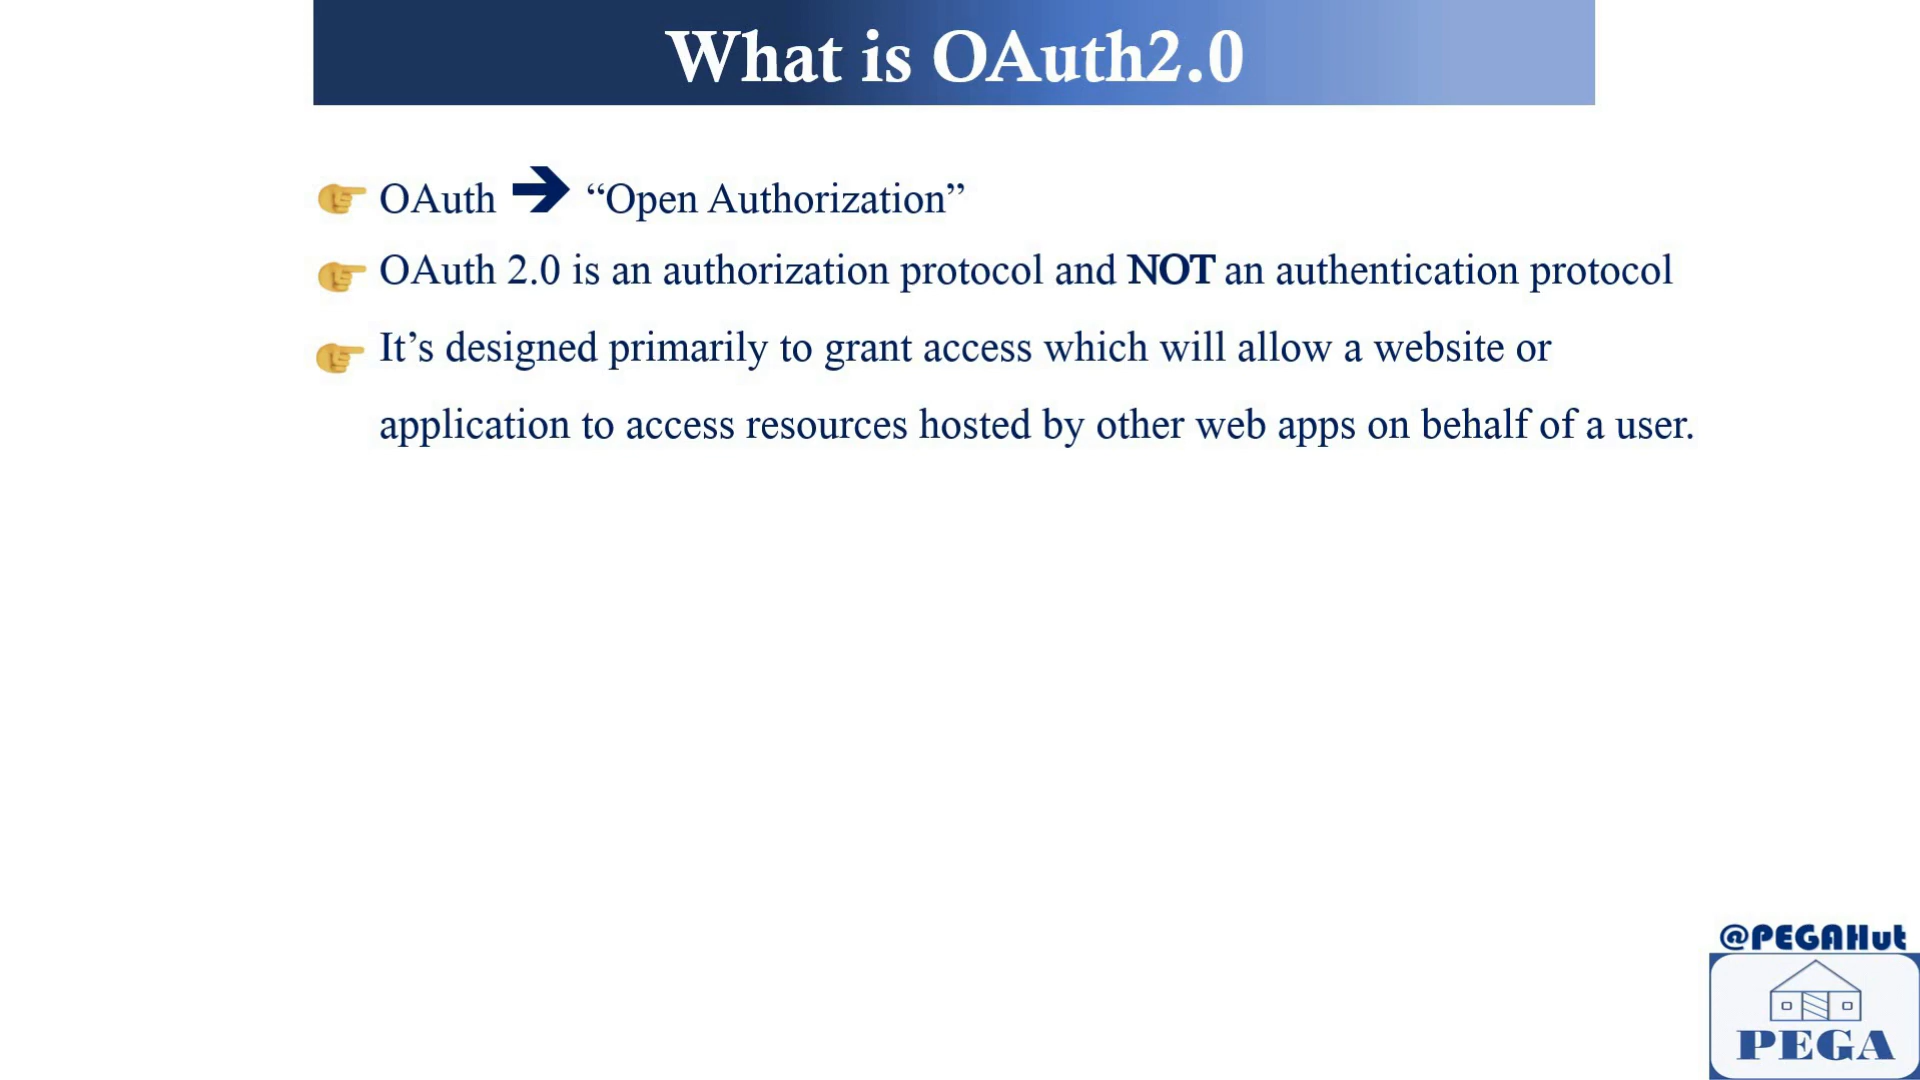 What is OAuth2.0
OAuth ➔ “Open Authorization”
OAuth 2.0 is an authorization protocol and NOT an authentication protocol
It’s designed primarily to grant access which will allow a website or
application to access resources hosted by other web apps on behalf of a user.
@PEGAHut
PEGA